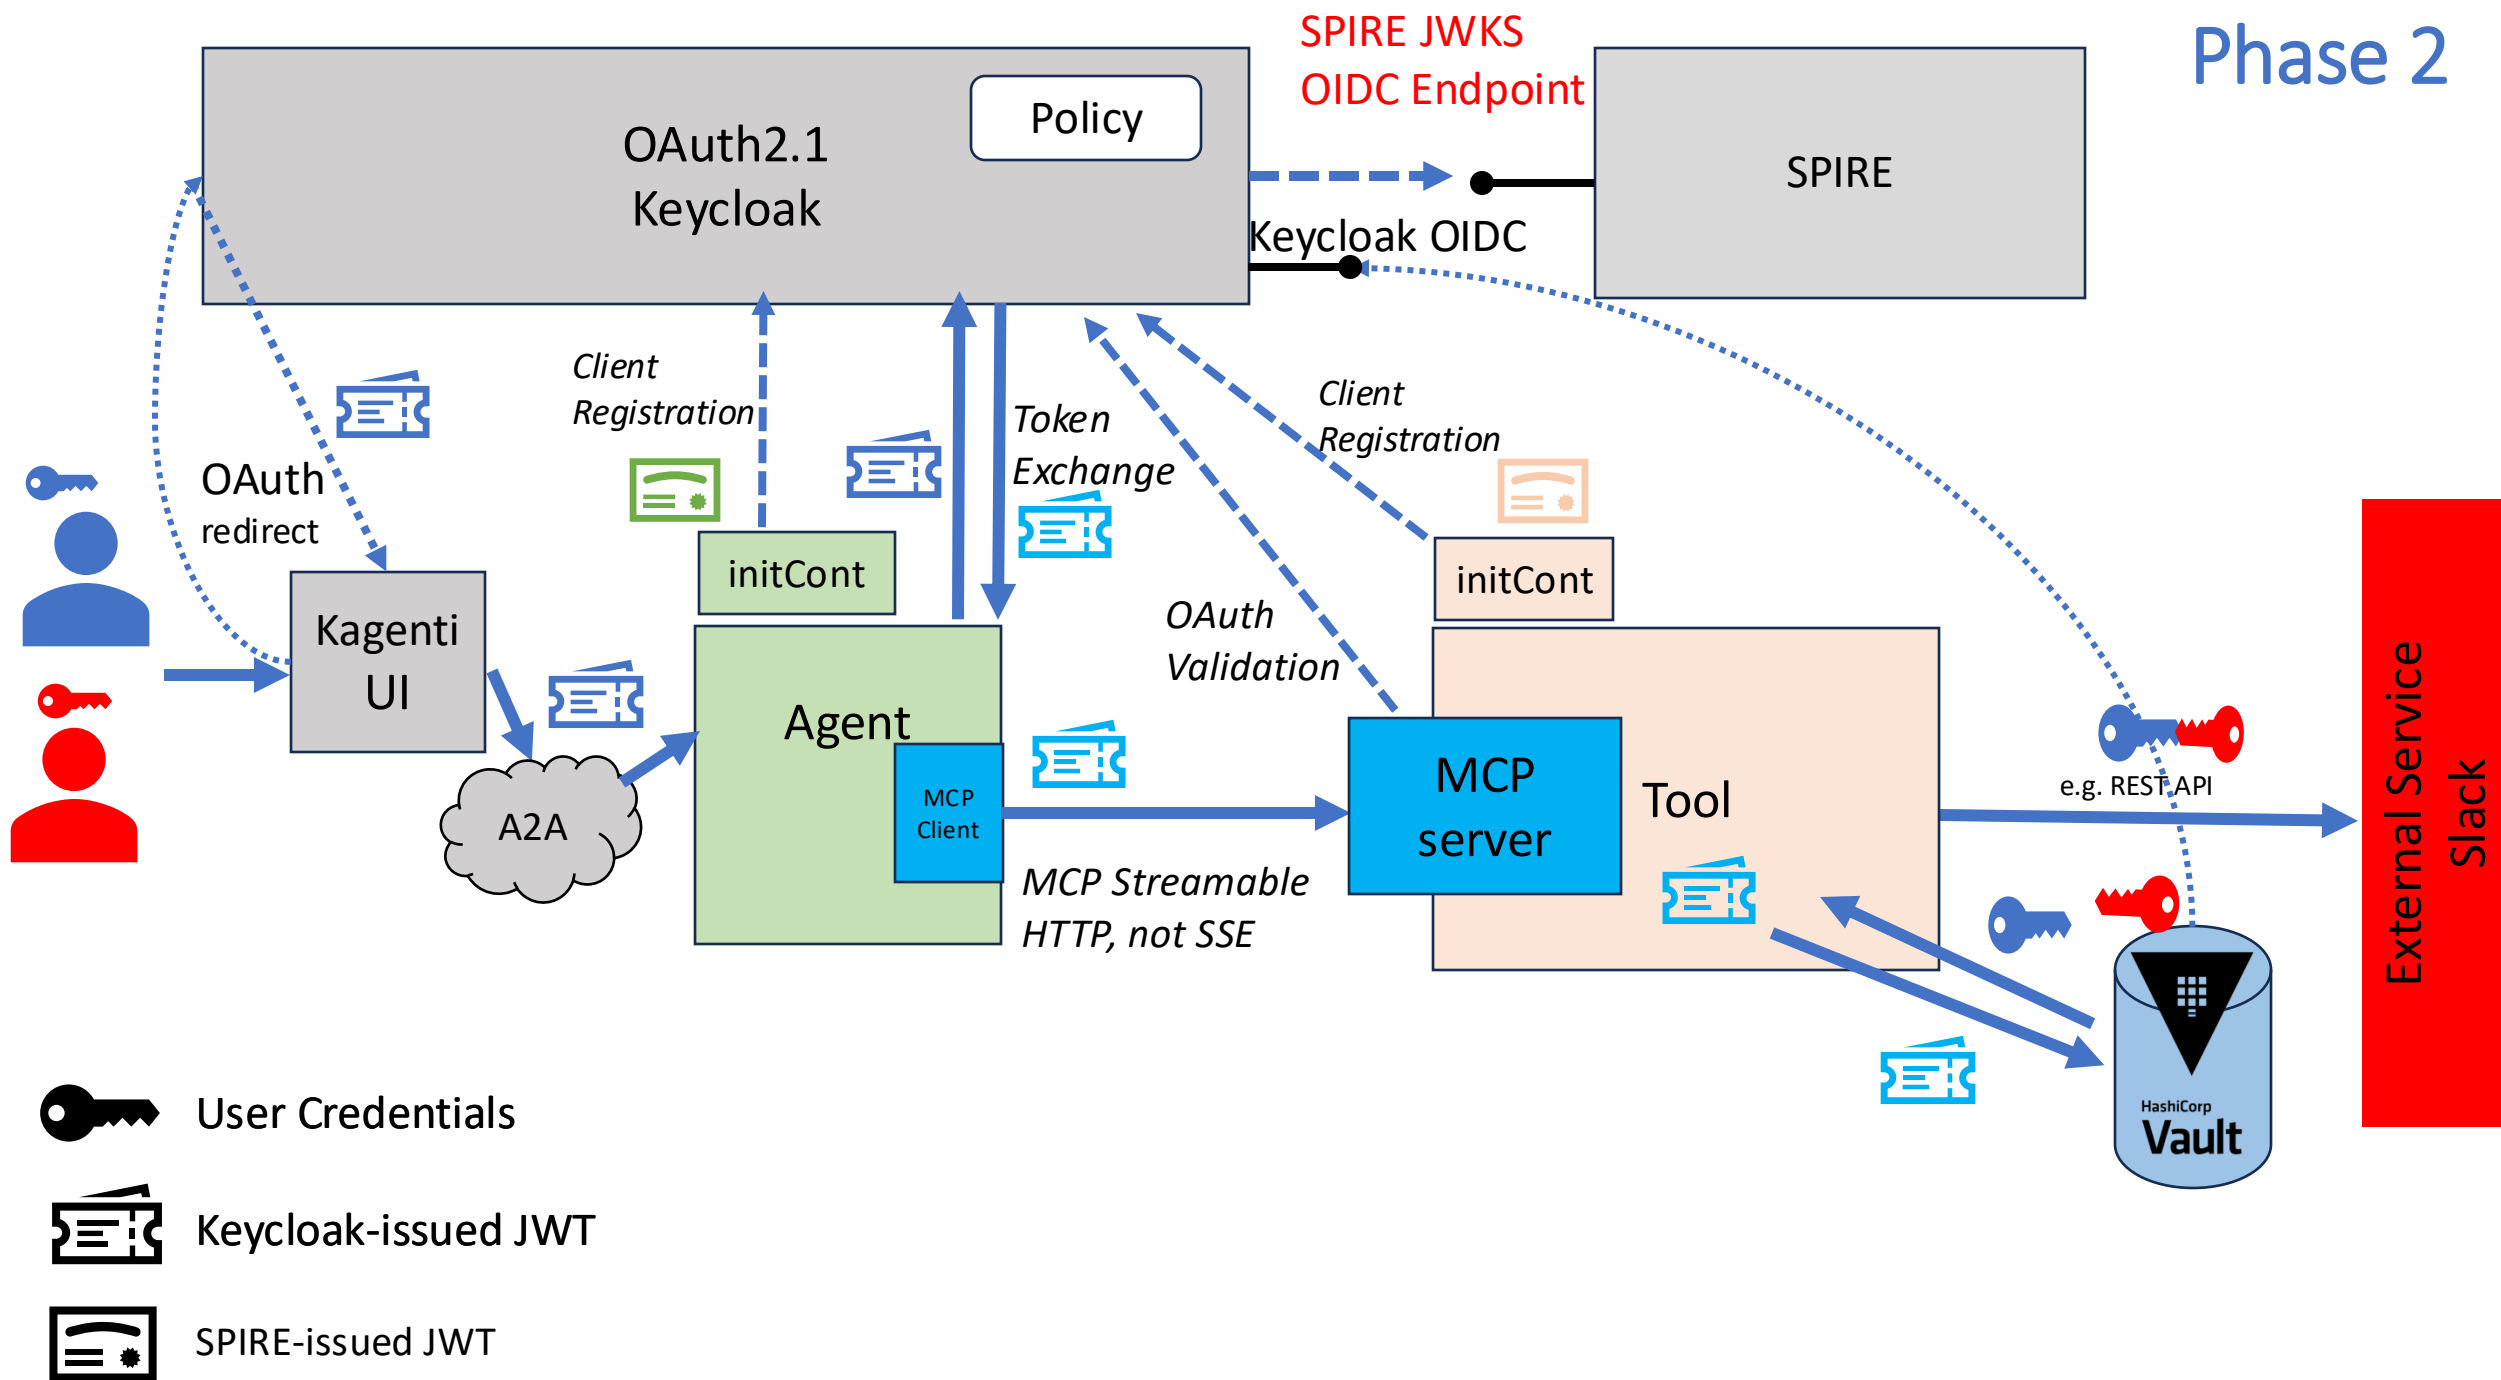 SPIRE JWKS
OIDC Endpoint
Phase 2
Policy
OAuth2.1
Keycloak
SPIRE
Keycloak OIDC
Client
Registration
Token
Exchange
Client
Registration
OAuth
redirect
initCont
initCont
Kagenti
UI
OAuth
Validation
Agent
MCP
Client
A2A
MCP
server
Tool
e.g. REST API
External Service
Slack
MCP Streamable
HTTP, not SSE
HashiCorp
Vault
User Credentials
Keycloak-issued JWT
SPIRE-issued JWT